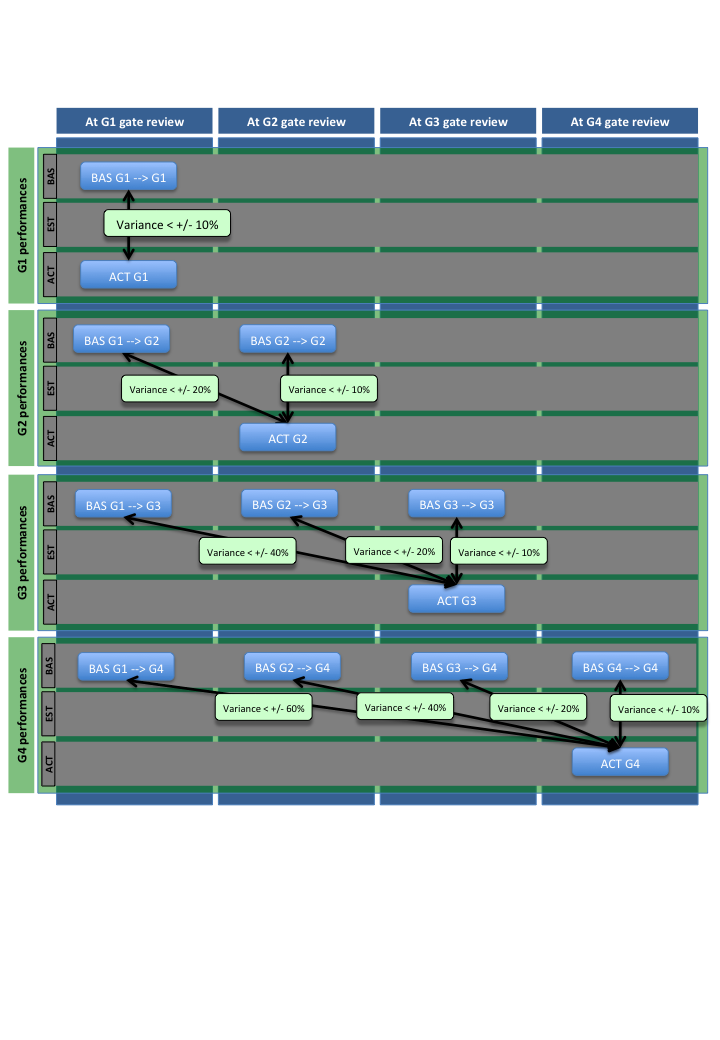 At G1 gate review
At G2 gate review
At G3 gate review
At G4 gate review
G1 performances
BAS
BAS G1 --> G1
EST
Variance < +/- 10%
ACT
ACT G1
G2 performances
BAS
BAS G1 --> G2
BAS G2 --> G2
EST
Variance < +/- 20%
Variance < +/- 10%
ACT
ACT G2
G3 performances
BAS
BAS G1 --> G3
BAS G2 --> G3
BAS G3 --> G3
EST
Variance < +/- 40%
Variance < +/- 20%
Variance < +/- 10%
ACT
ACT G3
G4 performances
BAS
BAS G1 --> G4
BAS G2 --> G4
BAS G3 --> G4
BAS G4 --> G4
EST
Variance < +/- 60%
Variance < +/- 40%
Variance < +/- 20%
Variance < +/- 10%
ACT
ACT G4